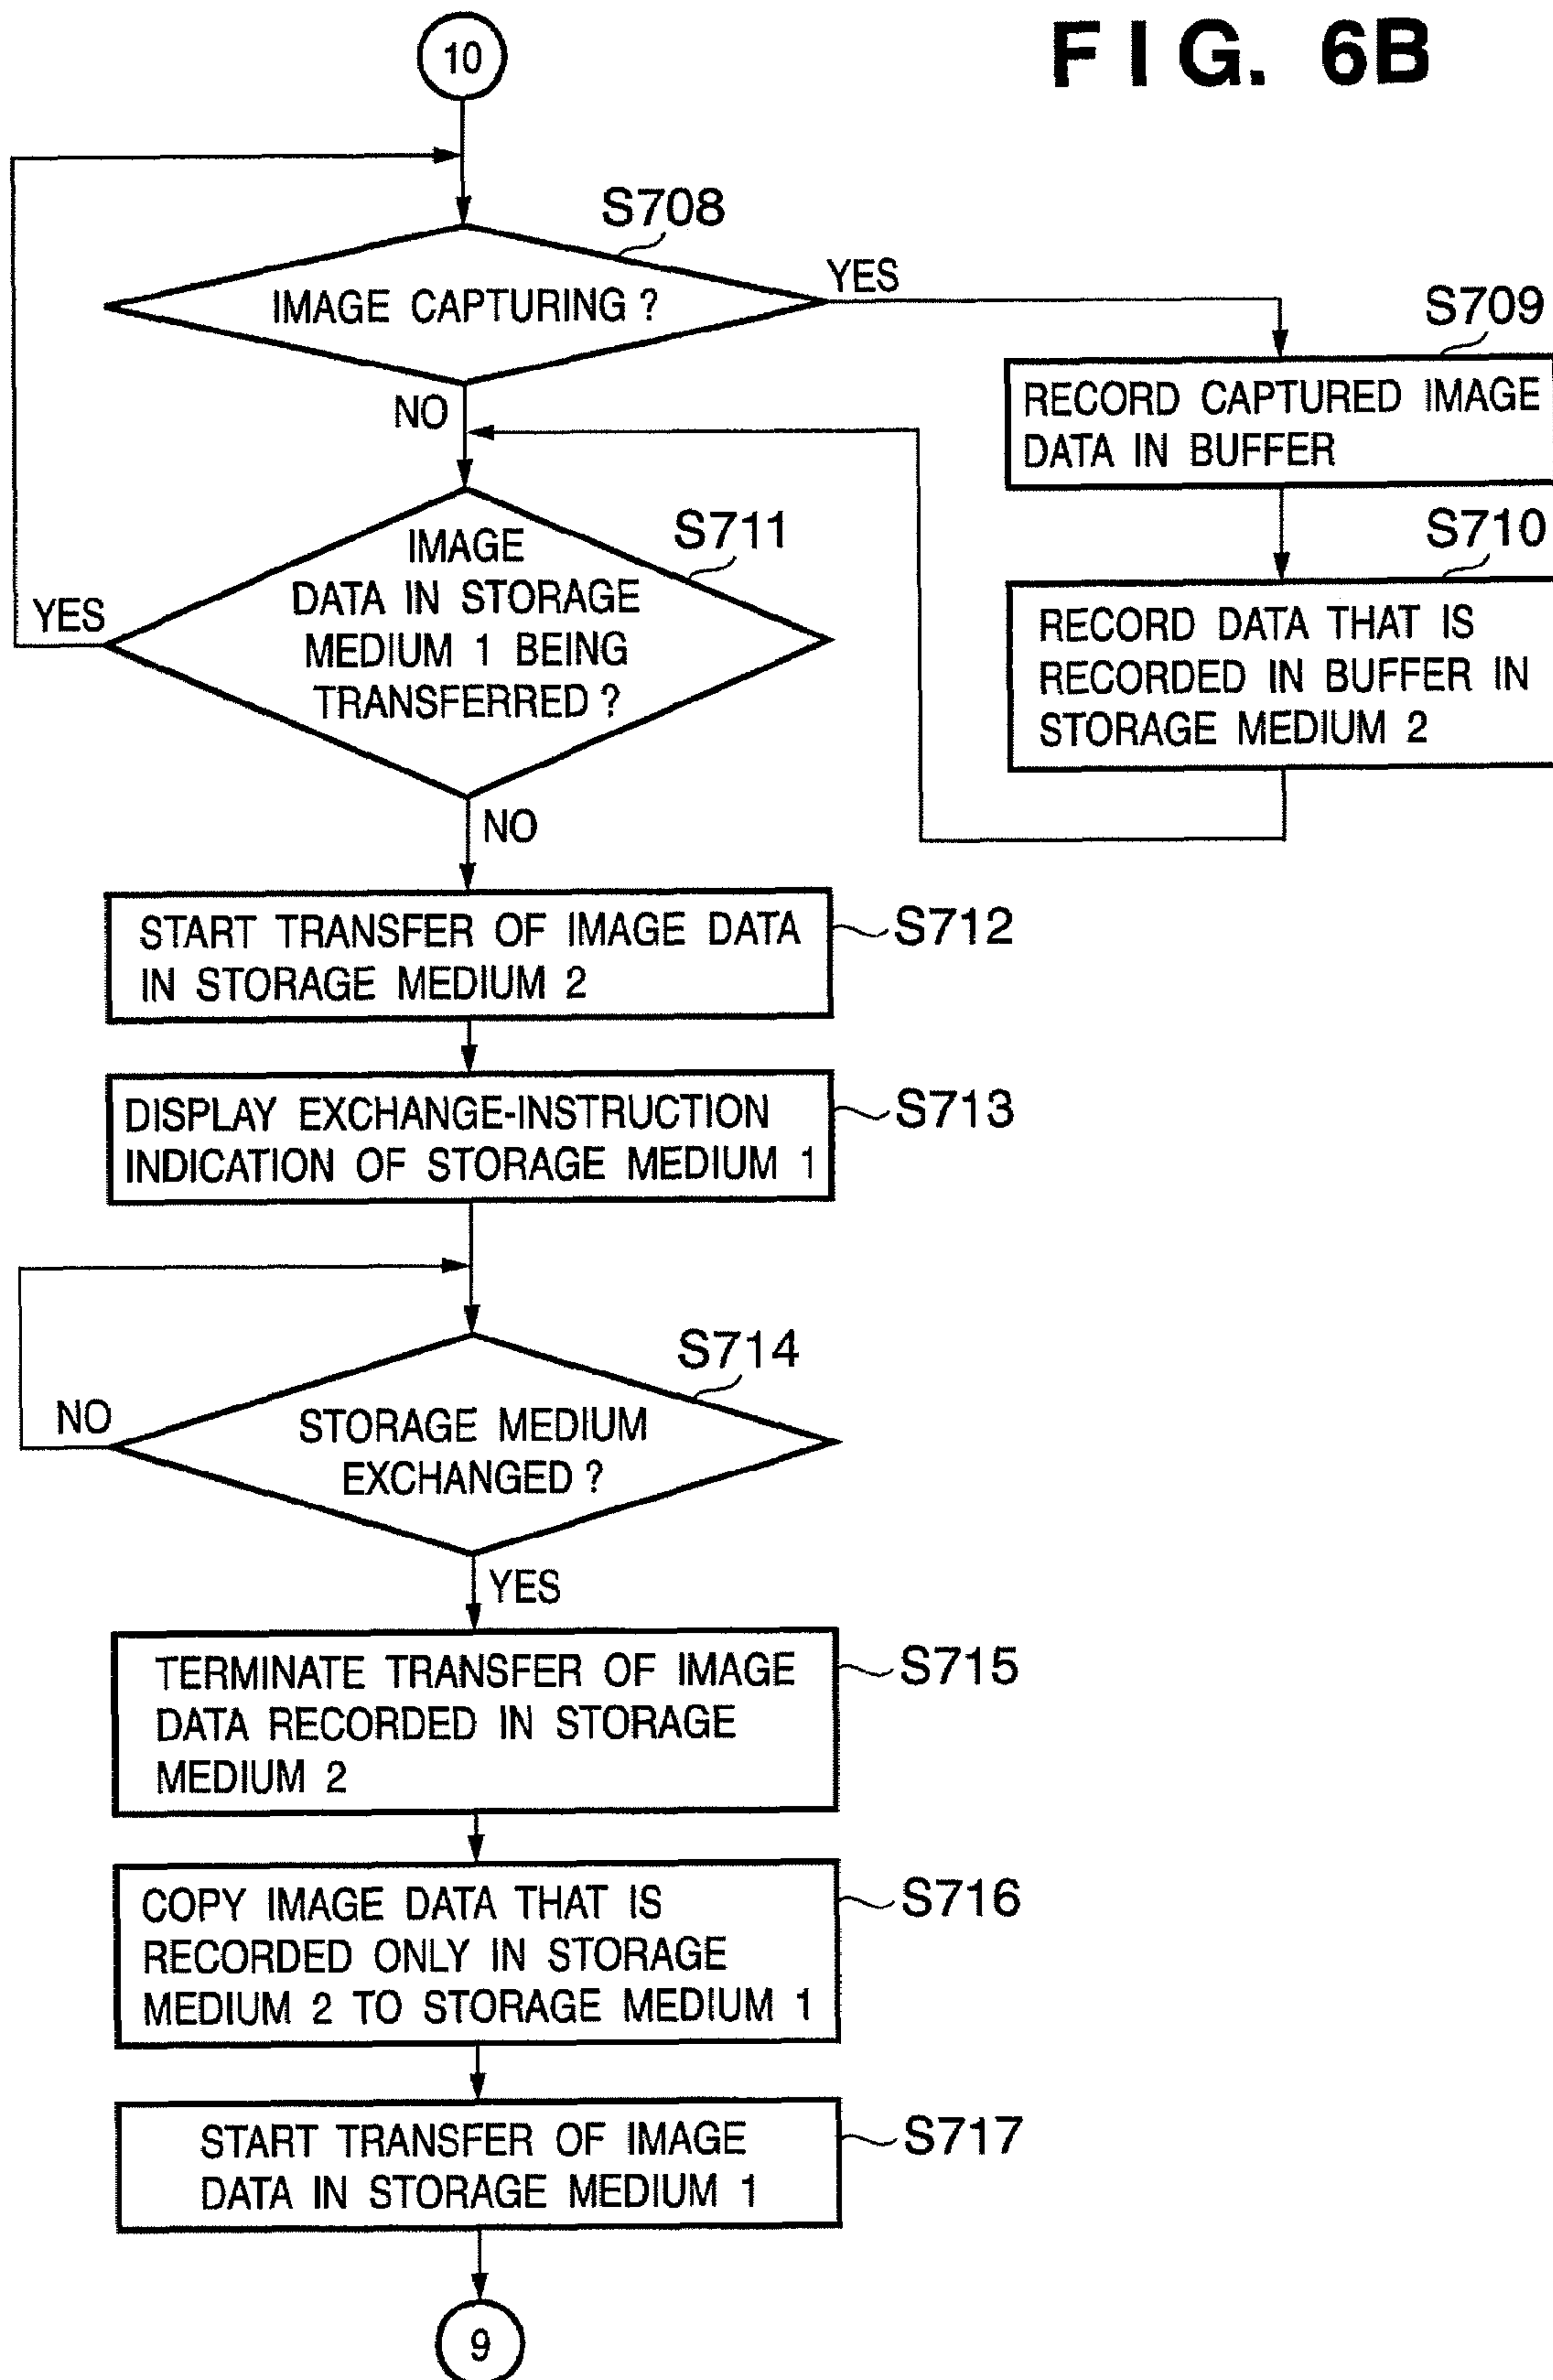 FIG. 6B
10
S708
IMAGE CAPTURING ?
YES
NO
S709
RECORD CAPTURED IMAGE
DATA IN BUFFER
S710
RECORD DATA THAT IS
RECORDED IN BUFFER IN
STORAGE MEDIUM 2
S711
IMAGE
DATA IN STORAGE
MEDIUM 1 BEING
TRANSFERRED ?
YES
NO
START TRANSFER OF IMAGE DATA
IN STORAGE MEDIUM 2
S712
DISPLAY EXCHANGE-INSTRUCTION
INDICATION OF STORAGE MEDIUM 1
S713
S714
STORAGE MEDIUM
EXCHANGED ?
NO
YES
TERMINATE TRANSFER OF IMAGE
DATA RECORDED IN STORAGE
MEDIUM 2
S715
COPY IMAGE DATA THAT IS
RECORDED ONLY IN STORAGE
MEDIUM 2 TO STORAGE MEDIUM 1
S716
START TRANSFER OF IMAGE
DATA IN STORAGE MEDIUM 1
S717
9